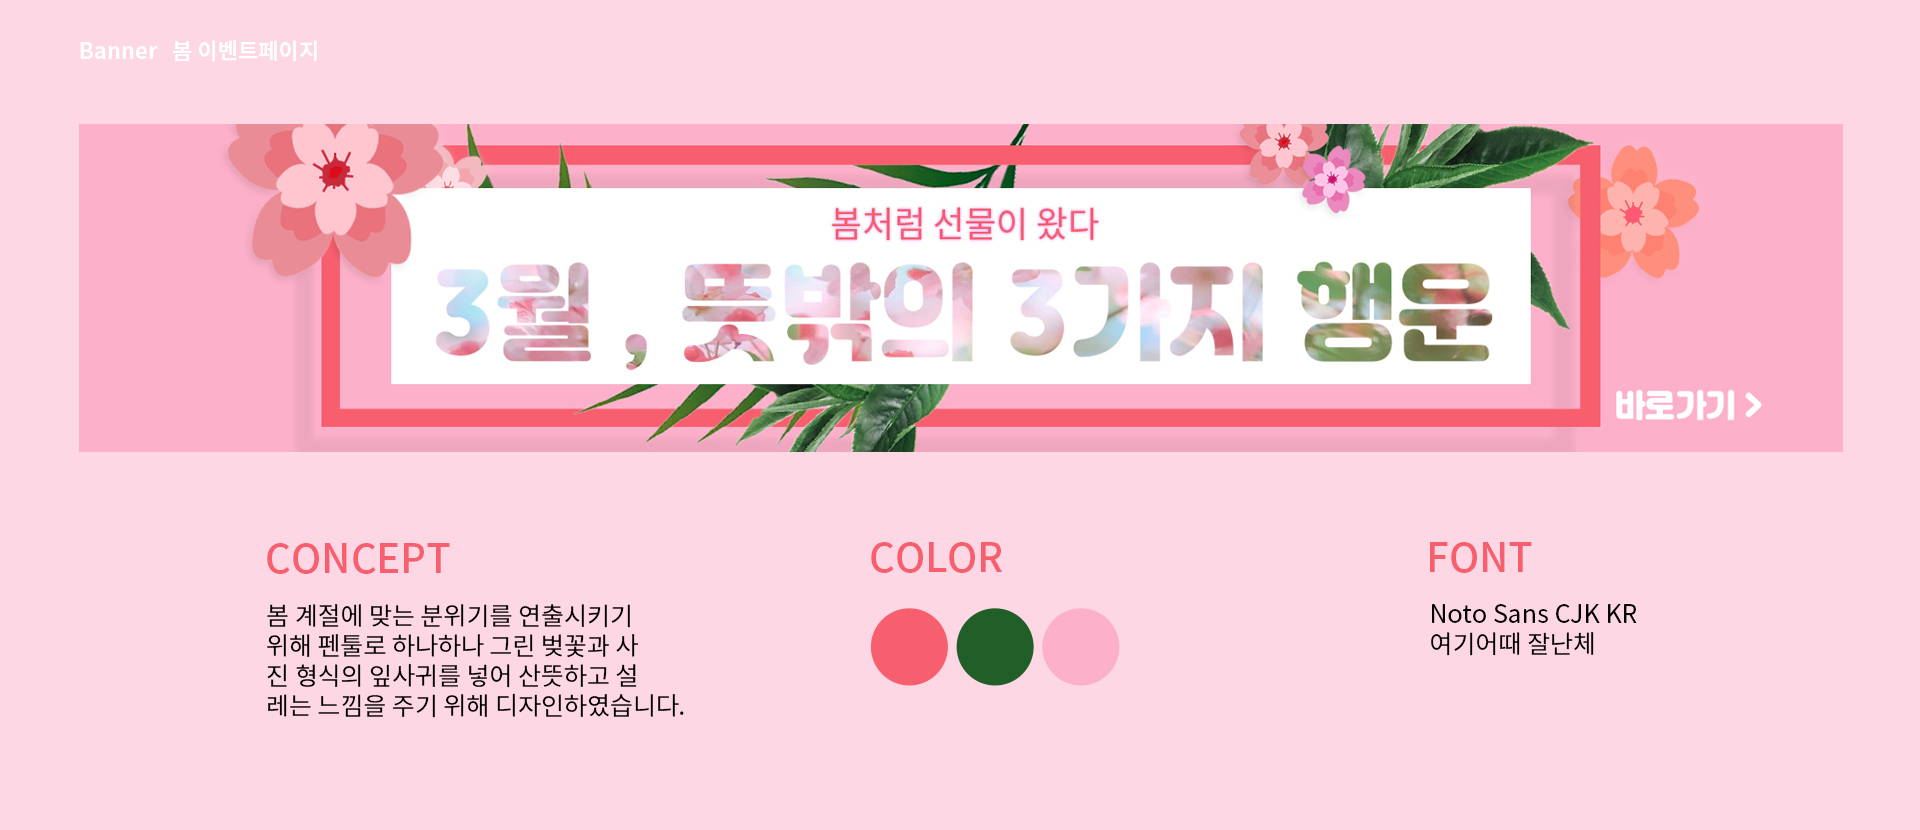 Banner 봄 이벤트페이지
봄처럼 선물이 왔다
3월, 뜻밖의 3가지 행운
바로가기 >
CONCEPT
봄 계절에 맞는 분위기를 연출시키기
위해 펜툴로 하나하나 그린 벚꽃과 사
진 형식의 잎사귀를 넣어 산뜻하고 설
레는 느낌을 주기 위해 디자인하였습니다.
COLOR
FONT
Noto Sans CJK KR
여기어때 잘난체